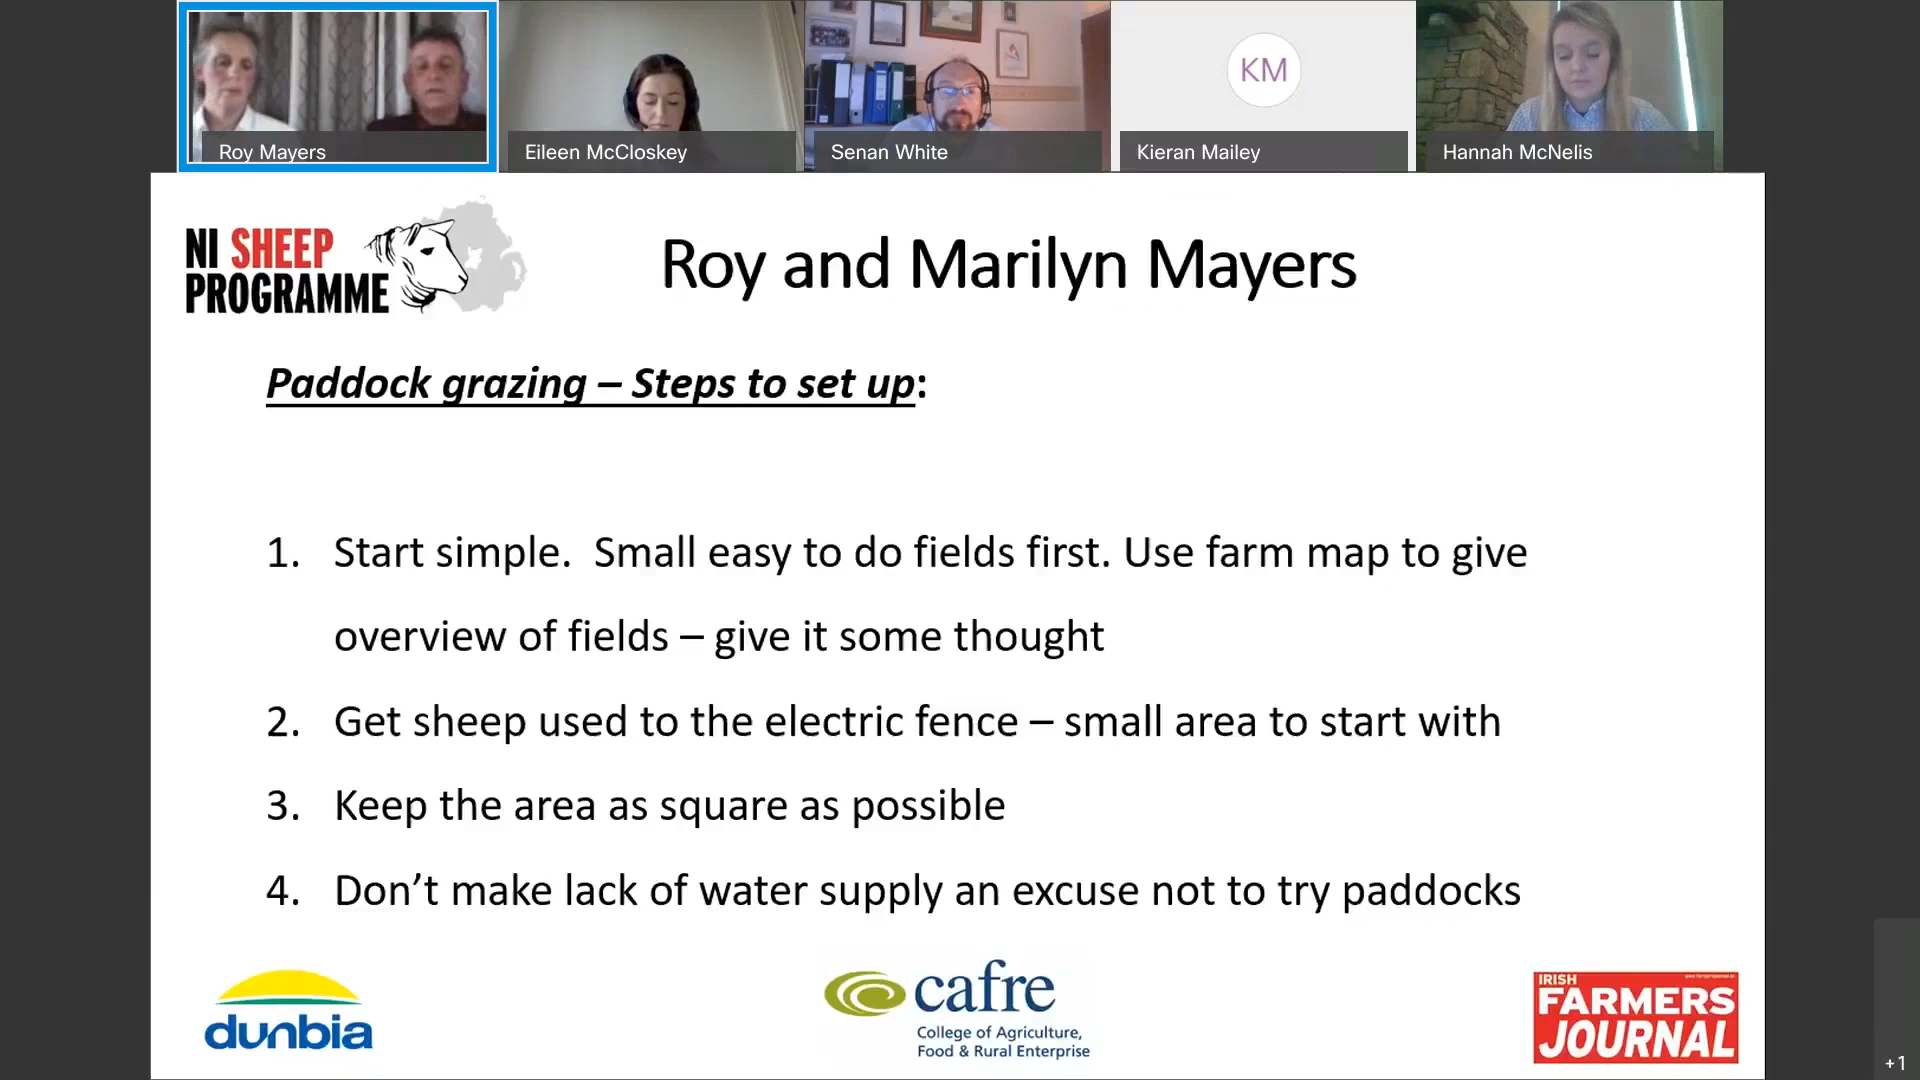 KM
Roy Mayers
Eileen McCloskey
Senan White
Kieran Mailey
Hannah McNelis
NI SHEEP
PROGRAMME
Roy and Marilyn Mayers
Paddock grazing – Steps to set up:
1. Start simple.  Small easy to do fields first. Use farm map to give
overview of fields – give it some thought
2. Get sheep used to the electric fence – small area to start with
3. Keep the area as square as possible
4. Don’t make lack of water supply an excuse not to try paddocks
dunbia
cafre
College of Agriculture,
Food & Rural Enterprise
IRISH
FARMERS
JOURNAL
+1